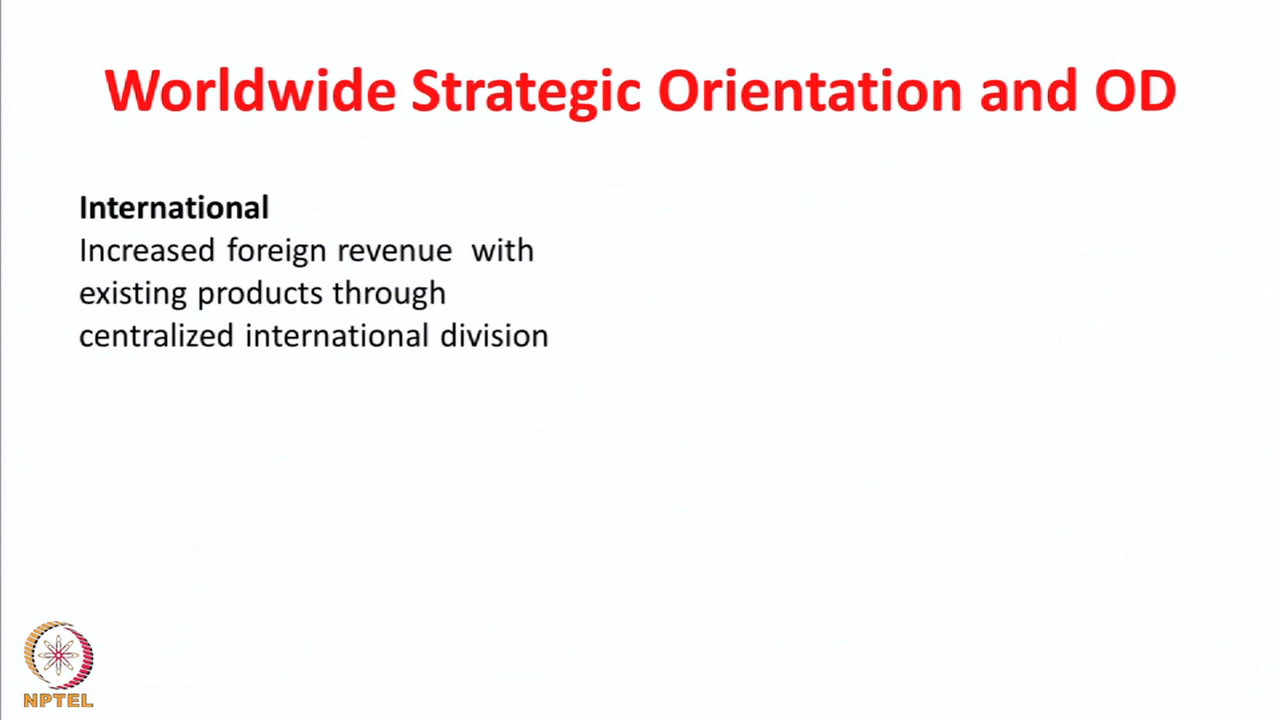 Worldwide Strategic Orientation and OD
International
Increased foreign revenue with
existing products through
centralized international division
NPTEL